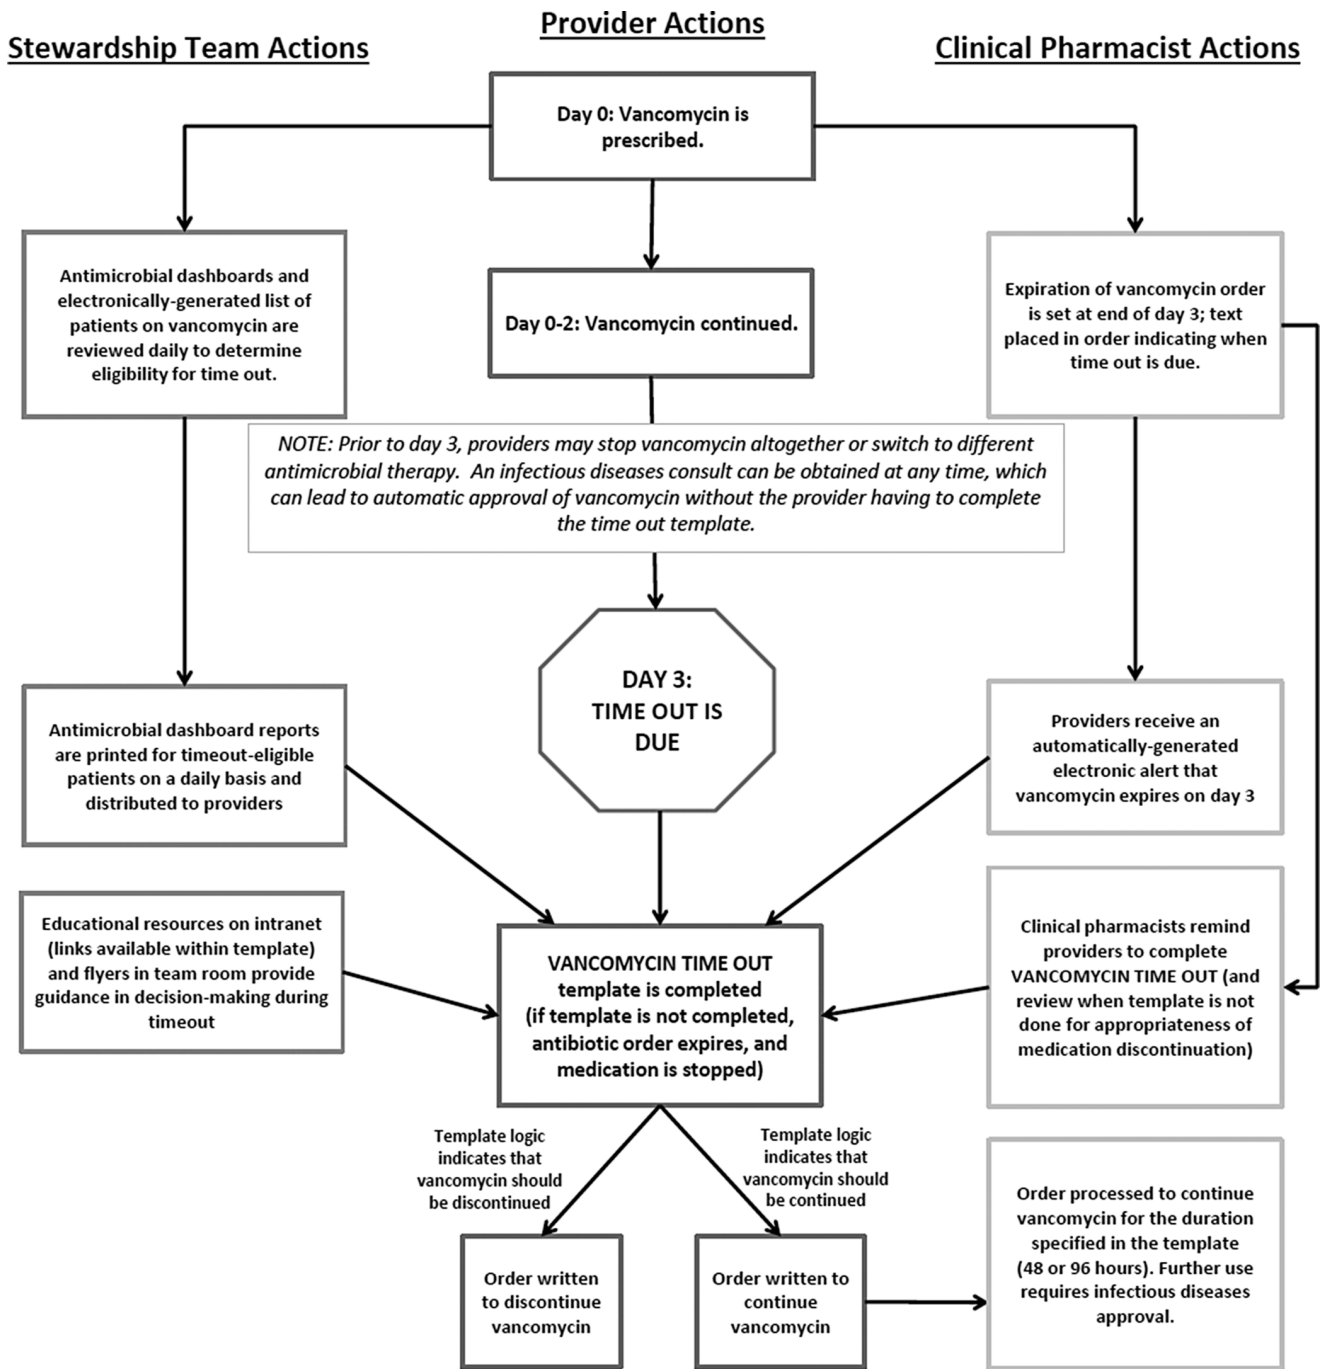 Provider Actions
Stewardship Team Actions
Clinical Pharmacist Actions
Day 0: Vancomycin is
prescribed.
Antimicrobial dashboards and
electronically-generated list of
patients on vancomycin are
reviewed daily to determine
eligibility for time out.
Day 0-2: Vancomycin continued.
Expiration of vancomycin order
is set at end of day 3; text
placed in order indicating when
time out is due.
NOTE: Prior to day 3, providers may stop vancomycin altogether or switch to different
antimicrobial therapy.  An infectious diseases consult can be obtained at any time, which
can lead to automatic approval of vancomycin without the provider having to complete
the time out template.
DAY 3:
TIME OUT IS
DUE
Antimicrobial dashboard reports
are printed for timeout-eligible
patients on a daily basis and
distributed to providers
Providers receive an
automatically-generated
electronic alert that
vancomycin expires on day 3
Educational resources on intranet
(links available within template)
and flyers in team room provide
guidance in decision-making during
timeout
VANCOMYCIN TIME OUT
template is completed
(if template is not completed,
antibiotic order expires, and
medication is stopped)
Clinical pharmacists remind
providers to complete
VANCOMYCIN TIME OUT (and
review when template is not
done for appropriateness of
medication discontinuation)
Template logic
indicates that
vancomycin should
be discontinued
Template logic
indicates that
vancomycin should
be continued
Order written
to discontinue
vancomycin
Order written to
continue
vancomycin
Order processed to continue
vancomycin for the duration
specified in the template
(48 or 96 hours). Further use
requires infectious diseases
approval.